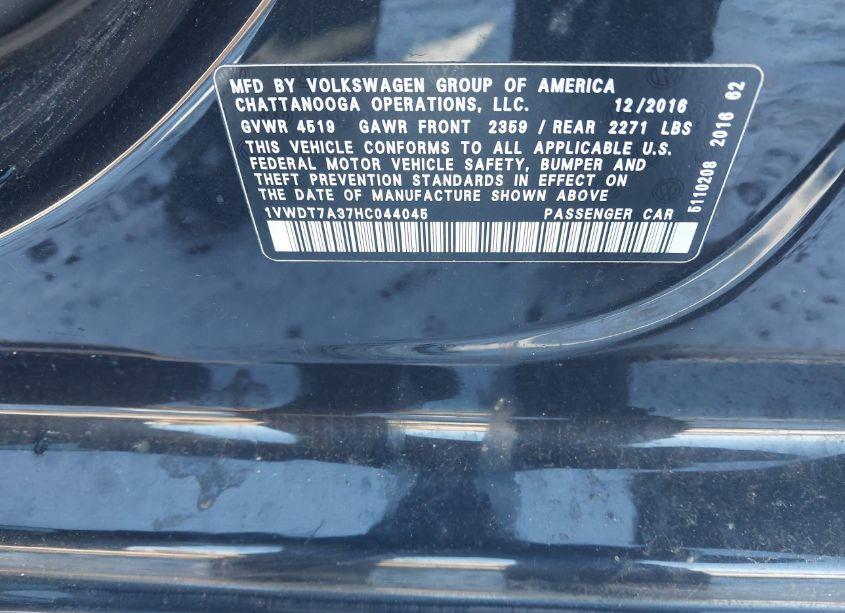 MFD BY VOLKSWAGEN GROUP OF AMERICA
CHATTANOOGA OPERATIONS, LLC. 12/2016
GVWR 4519 GAWR FRONT 2359 / REAR 2271 LBS
THIS VEHICLE CONFORMS TO ALL APPLICABLE U.S.
FEDERAL MOTOR VEHICLE SAFETY, BUMPER AND
THEFT PREVENTION STANDARDS IN EFFECT ON
THE DATE OF MANUFACTURE SHOWN ABOVE
1VWDT7A37HC044045 PASSENGER CAR
5110208 2016 62